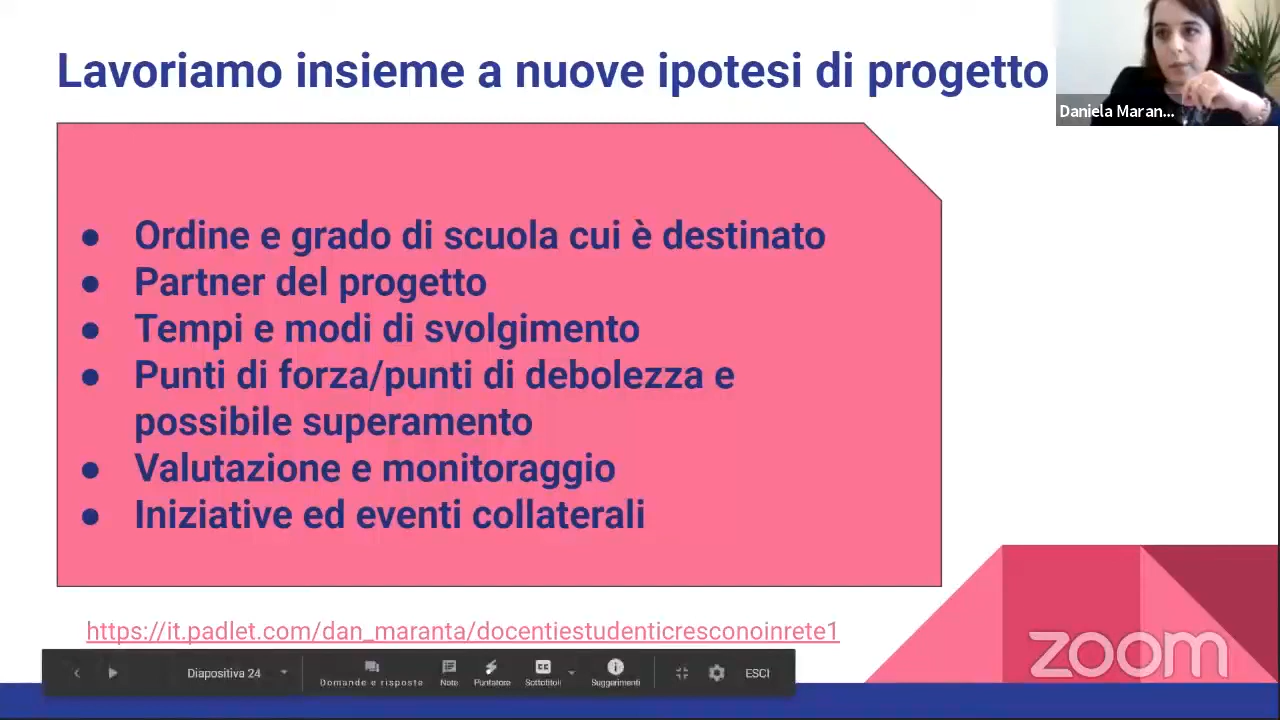 Lavoriamo insieme a nuove ipotesi di progetto
Daniela Maran...
● Ordine e grado di scuola cui è destinato
● Partner del progetto
● Tempi e modi di svolgimento
● Punti di forza/punti di debolezza e
possibile superamento
● Valutazione e monitoraggio
● Iniziative ed eventi collaterali
https://it.padlet.com/dan_maranta/docentiestudenticresconoinrete1
Diapositiva 24
Domande e risposte
Note
Puntatore
Sottotitoli
Suggerimenti
ESCI
zoom